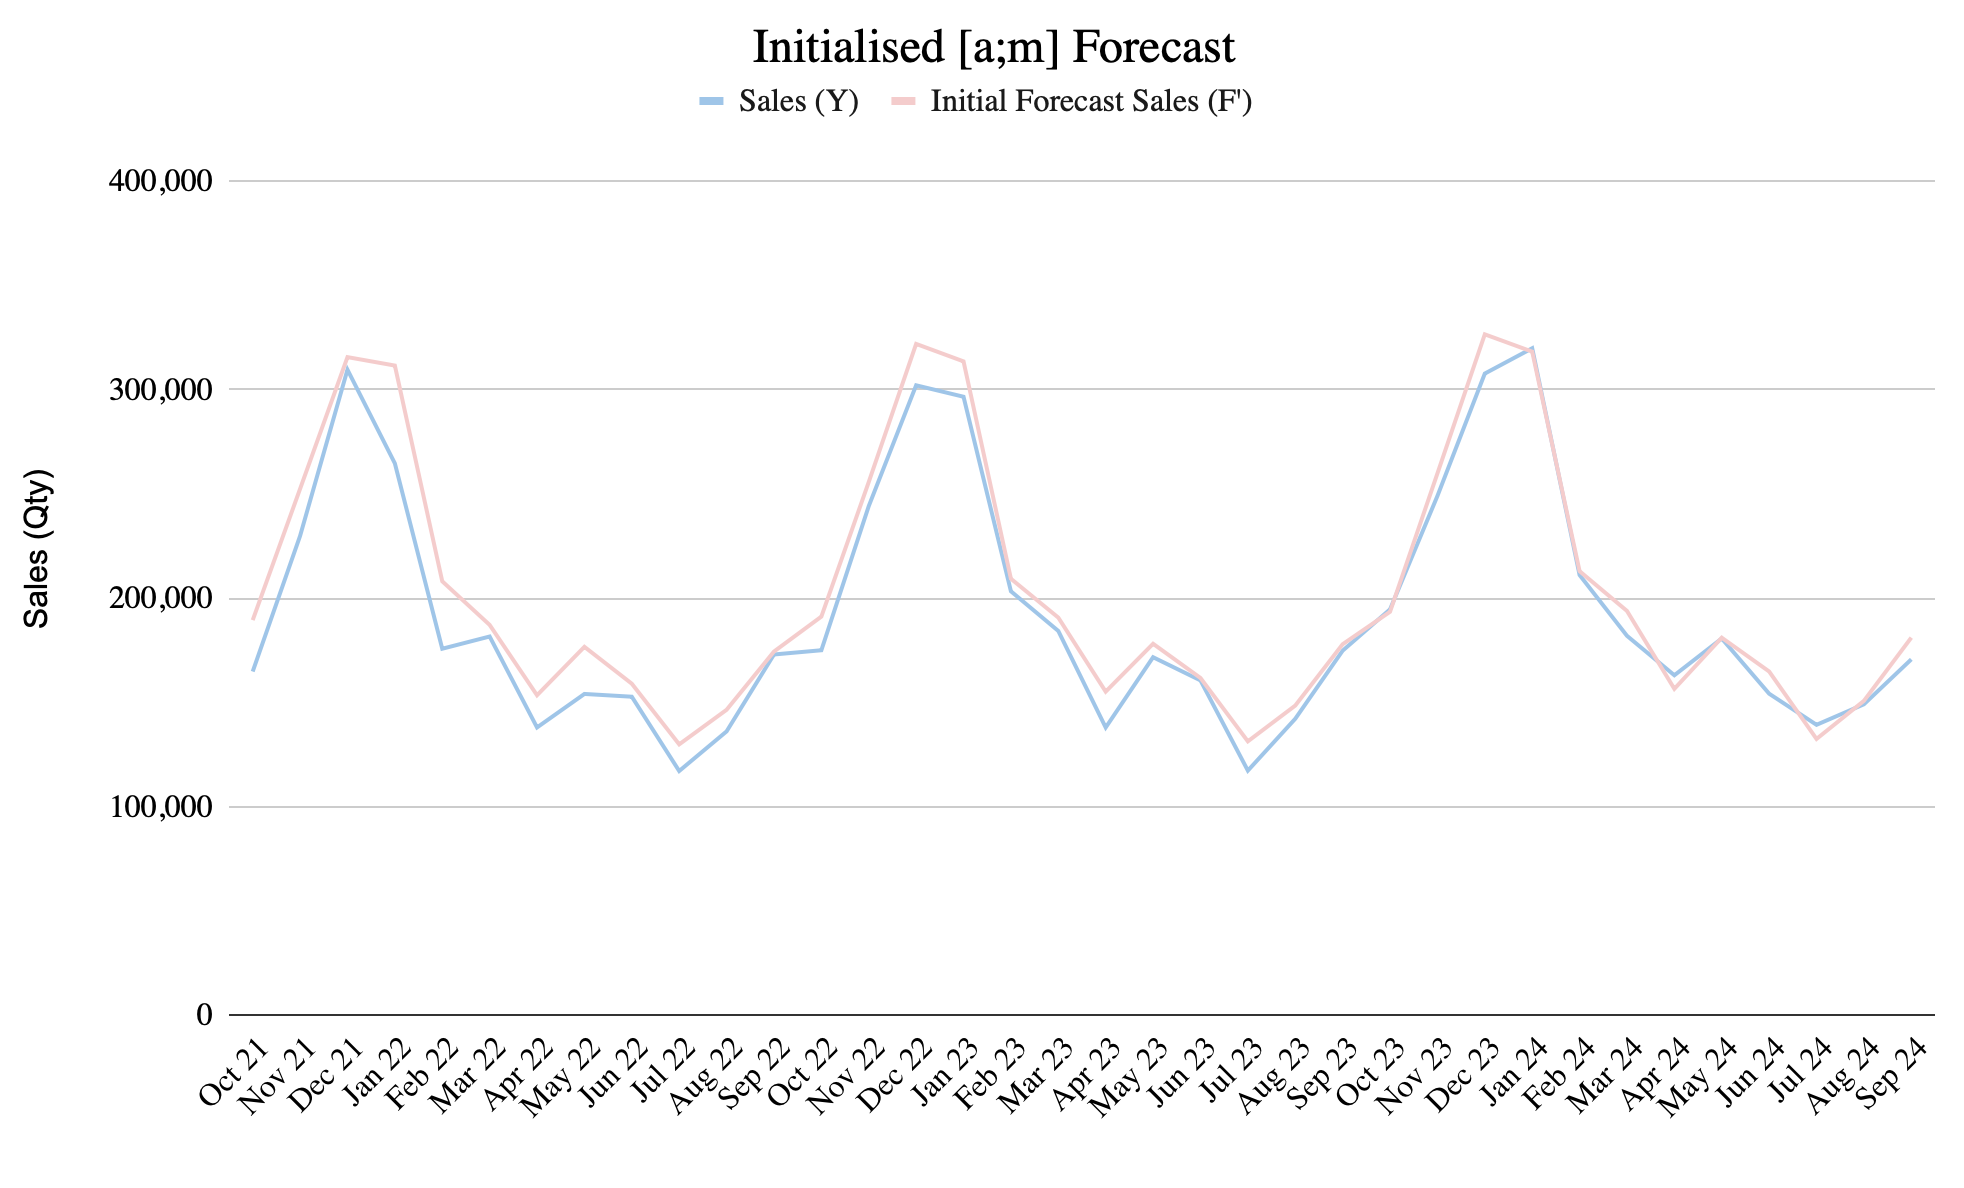 Initialised [a;m] Forecast
Sales (Y) Initial Forecast Sales (F')
400,000
300,000
200,000
100,000
0
Sales (Qty)
Oct 21
Nov 21
Dec 21
Jan 22
Feb 22
Mar 22
Apr 22
May 22
Jun 22
Jul 22
Aug 22
Sep 22
Oct 22
Nov 22
Dec 22
Jan 23
Feb 23
Mar 23
Apr 23
May 23
Jun 23
Jul 23
Aug 23
Sep 23
Oct 23
Nov 23
Dec 23
Jan 24
Feb 24
Mar 24
Apr 24
May 24
Jun 24
Jul 24
Aug 24
Sep 24